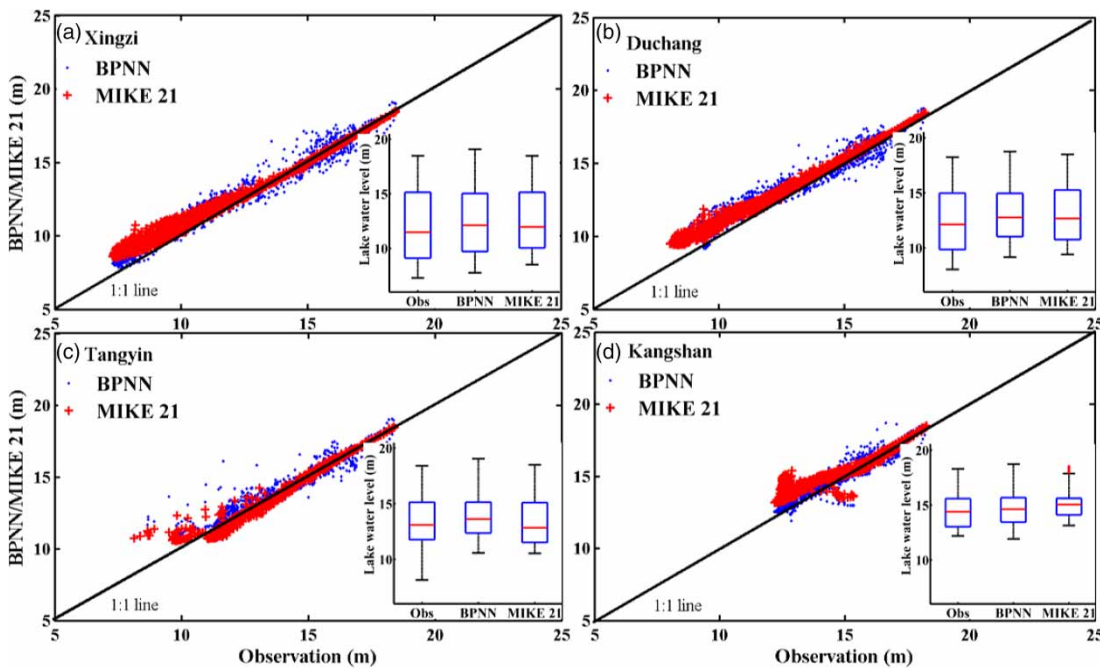 (a) Xingzi
BPNN
MIKE 21
BPNN/MIKE 21 (m)
25
20
15
10
5
1:1 line
10
15
20
25
Lake water level (m)
20
15
10
Obs BPNN MIKE 21
(b) Duchang
BPNN
MIKE 21
25
20
15
10
5
1:1 line
10
15
20
25
Lake water level (m)
20
15
10
Obs BPNN MIKE 21
(c) Tangyin
BPNN
MIKE 21
BPNN/MIKE 21 (m)
25
20
15
10
5
1:1 line
5 10 15 20 25
Observation (m)
Lake water level (m)
20
15
10
Obs BPNN MIKE 21
(d) Kangshan
BPNN
MIKE 21
25
20
15
10
5
1:1 line
5 10 15 20 25
Observation (m)
Lake water level (m)
20
15
10
Obs BPNN MIKE 21